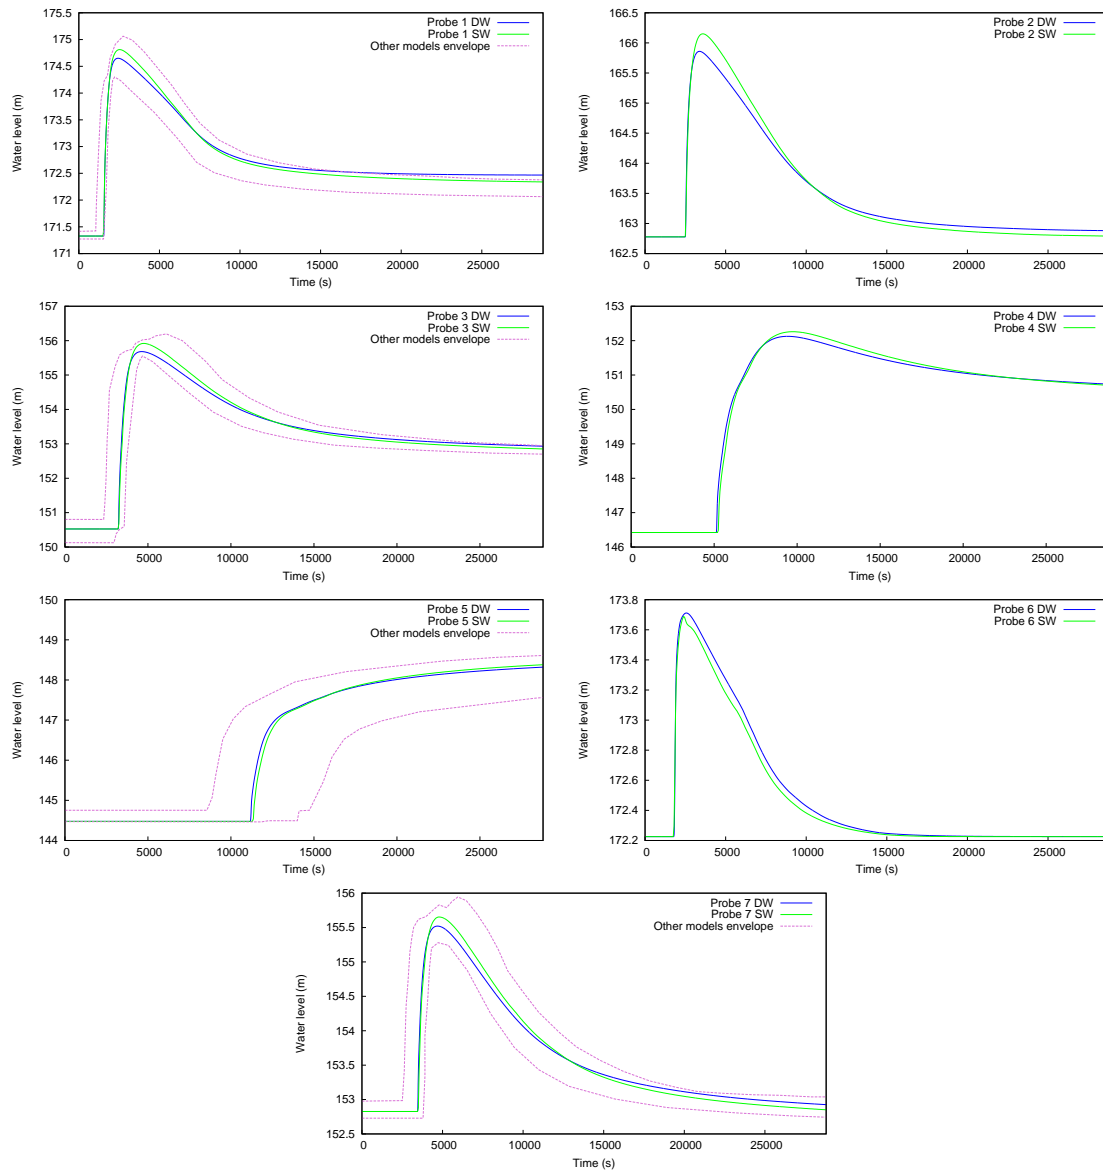 175.5
175
174.5
174
173.5
173
172.5
172
171.5
171
0 5000 10000 15000 20000 25000
Water level (m)
Time (s)
Probe 1 DW
Probe 1 SW
Other models envelope
166.5
166
165.5
165
164.5
164
163.5
163
162.5
0 5000 10000 15000 20000 25000
Water level (m)
Time (s)
Probe 2 DW
Probe 2 SW
157
156
155
154
153
152
151
150
0 5000 10000 15000 20000 25000
Water level (m)
Time (s)
Probe 3 DW
Probe 3 SW
Other models envelope
153
152
151
150
149
148
147
146
0 5000 10000 15000 20000 25000
Water level (m)
Time (s)
Probe 4 DW
Probe 4 SW
150
149
148
147
146
145
144
0 5000 10000 15000 20000 25000
Water level (m)
Time (s)
Probe 5 DW
Probe 5 SW
Other models envelope
173.8
173.6
173.4
173.2
173
172.8
172.6
172.4
172.2
0 5000 10000 15000 20000 25000
Water level (m)
Time (s)
Probe 6 DW
Probe 6 SW
156
155.5
155
154.5
154
153.5
153
152.5
0 5000 10000 15000 20000 25000
Water level (m)
Time (s)
Probe 7 DW
Probe 7 SW
Other models envelope